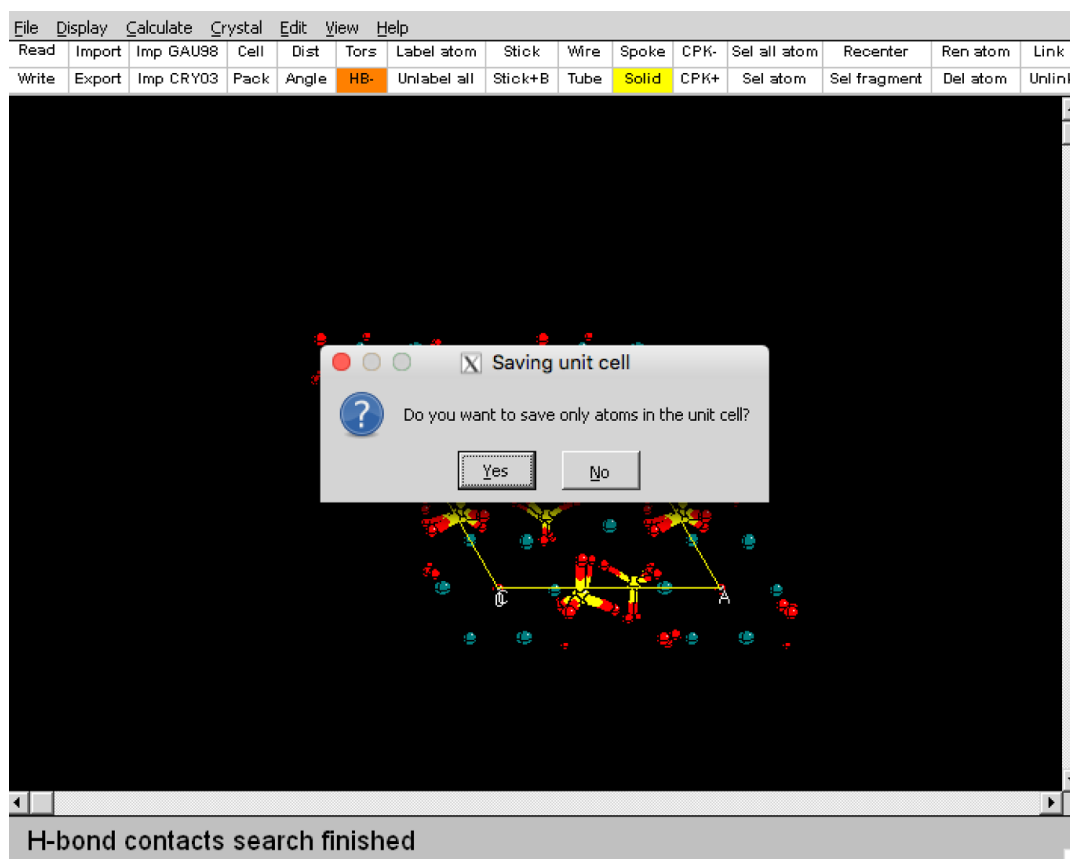 File Display Calculate Crystal Edit View Help
Read Import Imp GAU98 Cell Dist Tors Label atom Stick Wire Spoke CPK- Sel all atom Recenter Ren atom Link
Write Export Imp CRY03 Pack Angle HB- Unlabel all Stick+B Tube Solid CPK+ Sel atom Sel fragment Del atom Unlink
X Saving unit cell
? Do you want to save only atoms in the unit cell?
Yes No
C A
H-bond contacts search finished